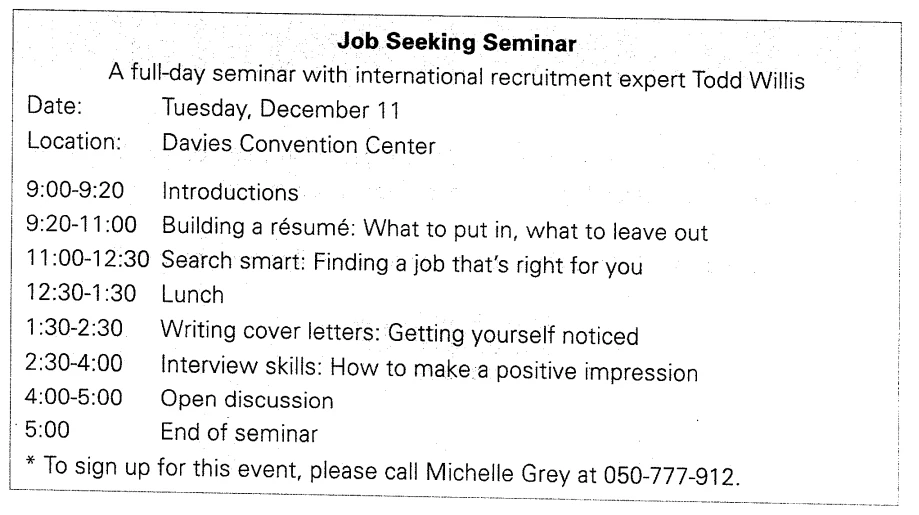 Job Seeking Seminar
A full-day seminar with international recruitment expert Todd Willis
Date: Tuesday, December 11
Location: Davies Convention Center
9:00-9:20 Introductions
9:20-11:00 Building a résumé: What to put in, what to leave out
11:00-12:30 Search smart: Finding a job that's right for you
12:30-1:30 Lunch
1:30-2:30 Writing cover letters: Getting yourself noticed
2:30-4:00 Interview skills: How to make a positive impression
4:00-5:00 Open discussion
5:00 End of seminar
* To sign up for this event, please call Michelle Grey at 050-777-912.